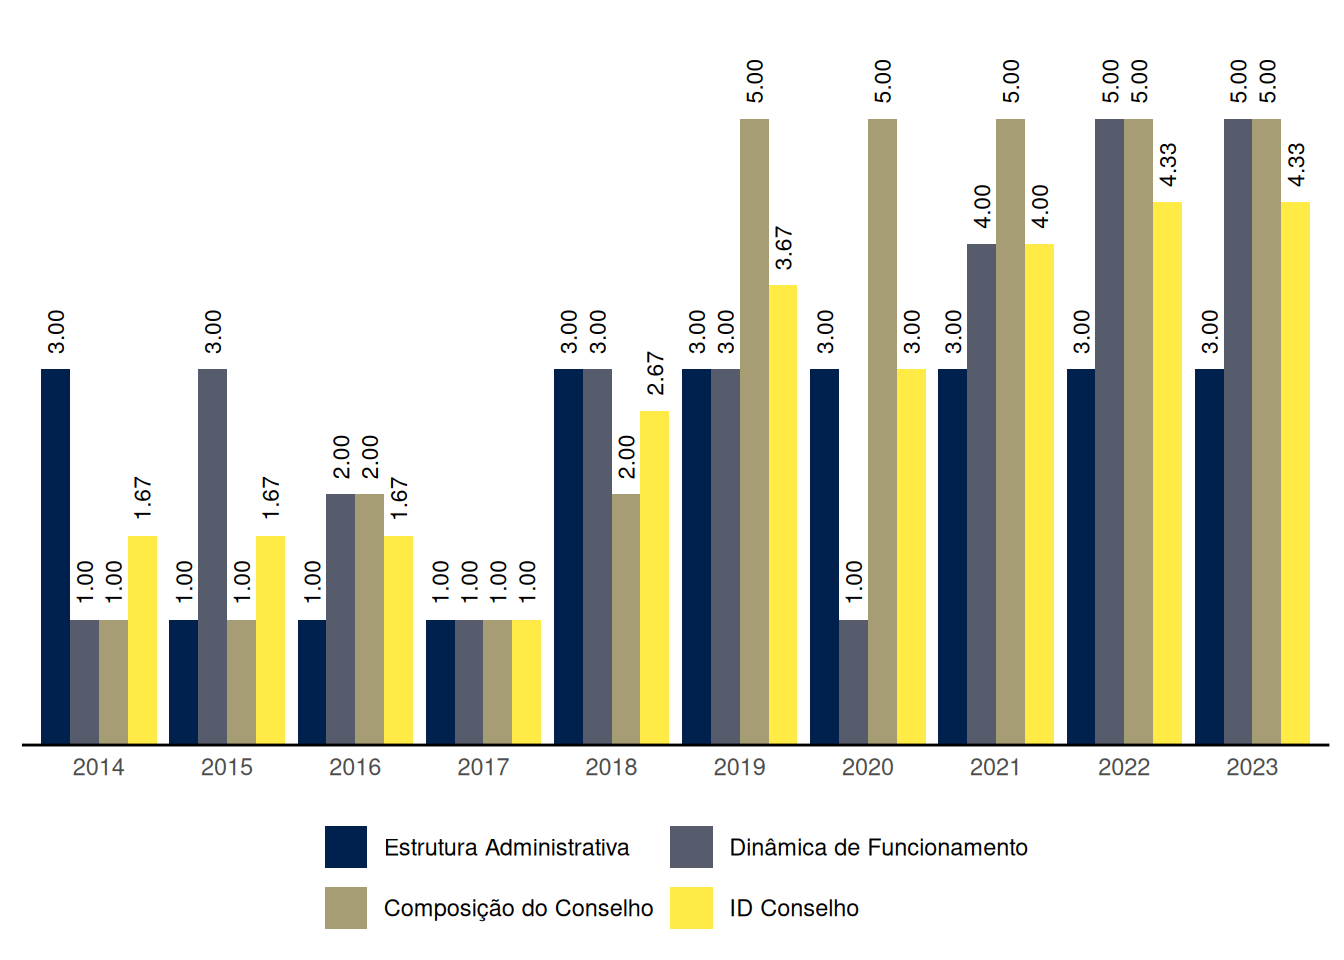 3.00 1.00 1.00 1.67 1.00 3.00 1.00 1.67 1.00 2.00 2.00 1.67 1.00 1.00 1.00 1.00 3.00 3.00 2.00 2.67 3.00 3.00 5.00 3.67 3.00 1.00 5.00 3.00 3.00 4.00 5.00 4.00 3.00 5.00 5.00 4.33 3.00 5.00 5.00 4.33
2014 2015 2016 2017 2018 2019 2020 2021 2022 2023
Estrutura Administrativa Dinâmica de Funcionamento
Composição do Conselho ID Conselho